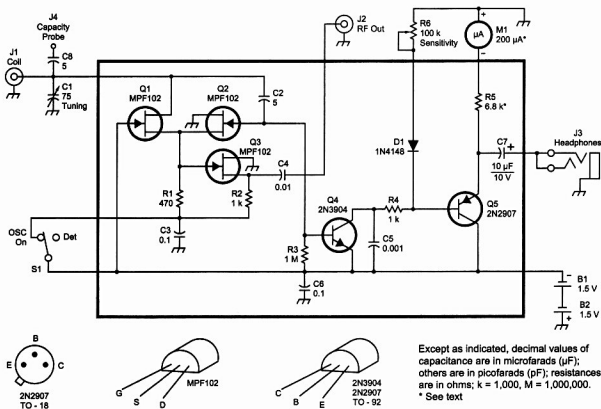 J1
Coil
J4
Capacity
Probe
C8
5
C1
75
Tuning
J2
RF Out
R6
100 k
Sensitivity
+
µA
-
M1
200 µA*
Q1
MPF102
Q2
MPF102
C2
5
Q3
MPF102
C4
0.01
R1
470
R2
1 k
C3
0.1
OSC
On
Det
S1
R3
1 M
C6
0.1
Q4
2N3904
C5
0.001
R4
1 k
D1
1N4148
R5
6.8 k*
C7
+
10 µF
10 V
Q5
2N2907
J3
Headphones
-
B1
1.5 V
B2
1.5 V
+
B
E
C
2N2907
TO - 18
G
S
D
MPF102
C
B
E
2N3904
2N2907
TO - 92
Except as indicated, decimal values of
capacitance are in microfarads (µF);
others are in picofarads (pF); resistances
are in ohms; k = 1,000, M = 1,000,000.
* See text